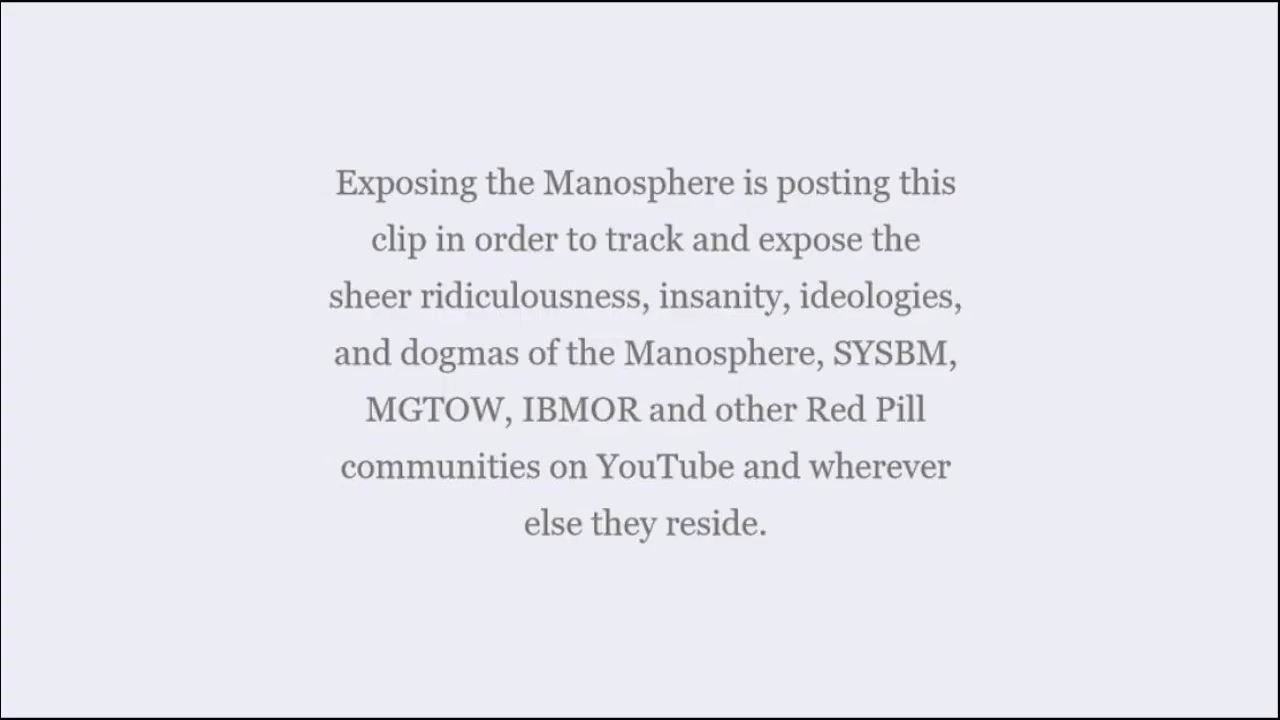 Exposing the Manosphere is posting this
clip in order to track and expose the
sheer ridiculousness, insanity, ideologies,
and dogmas of the Manosphere, SYSBM,
MGTOW, IBMOR and other Red Pill
communities on YouTube and wherever
else they reside.